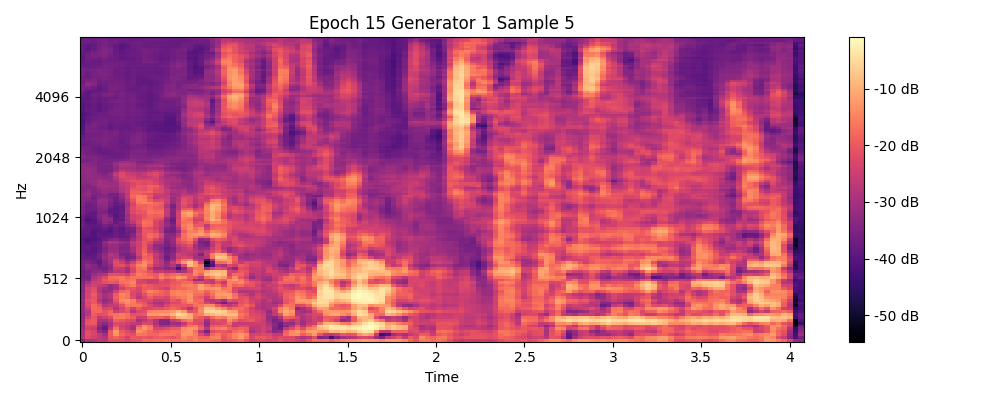 Epoch 15 Generator 1 Sample 5
Hz
4096
2048
1024
512
0
0 0.5 1 1.5 2 2.5 3 3.5 4
Time
-10 dB
-20 dB
-30 dB
-40 dB
-50 dB